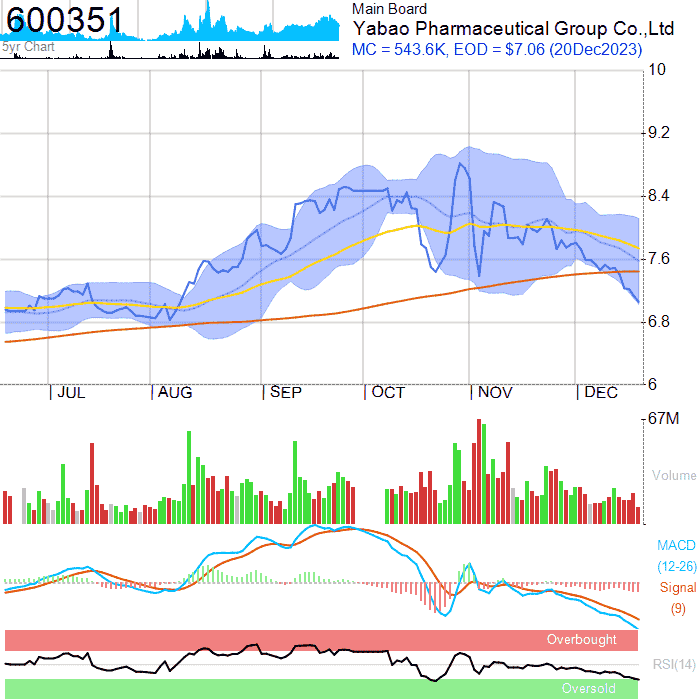 600351
5yr Chart
Main Board
Yabao Pharmaceutical Group Co.,Ltd
MC = 543.6K, EOD = $7.06 (20Dec2023)
10
9.2
8.4
7.6
6.8
6
JUL AUG SEP OCT NOV DEC
67M
Volume
MACD
(12-26)
Signal
(9)
Overbought
RSI(14)
Oversold